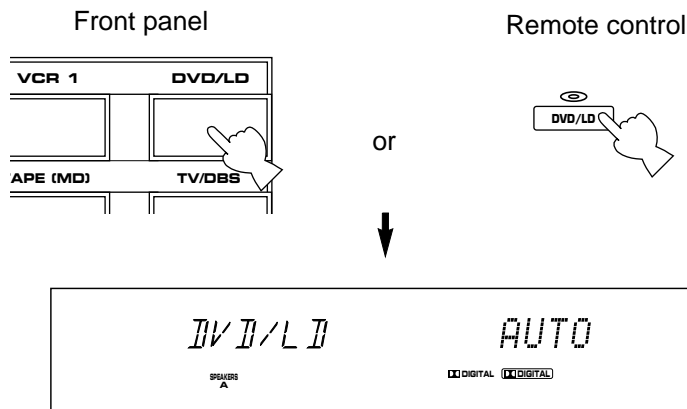 Front panel
Remote control
VCR 1 DVD/LD
DVD/LD
or
APE (MD) TV/DBS
DVD/LD AUTO
SPEAKERS
A
DIGITAL DIGITAL